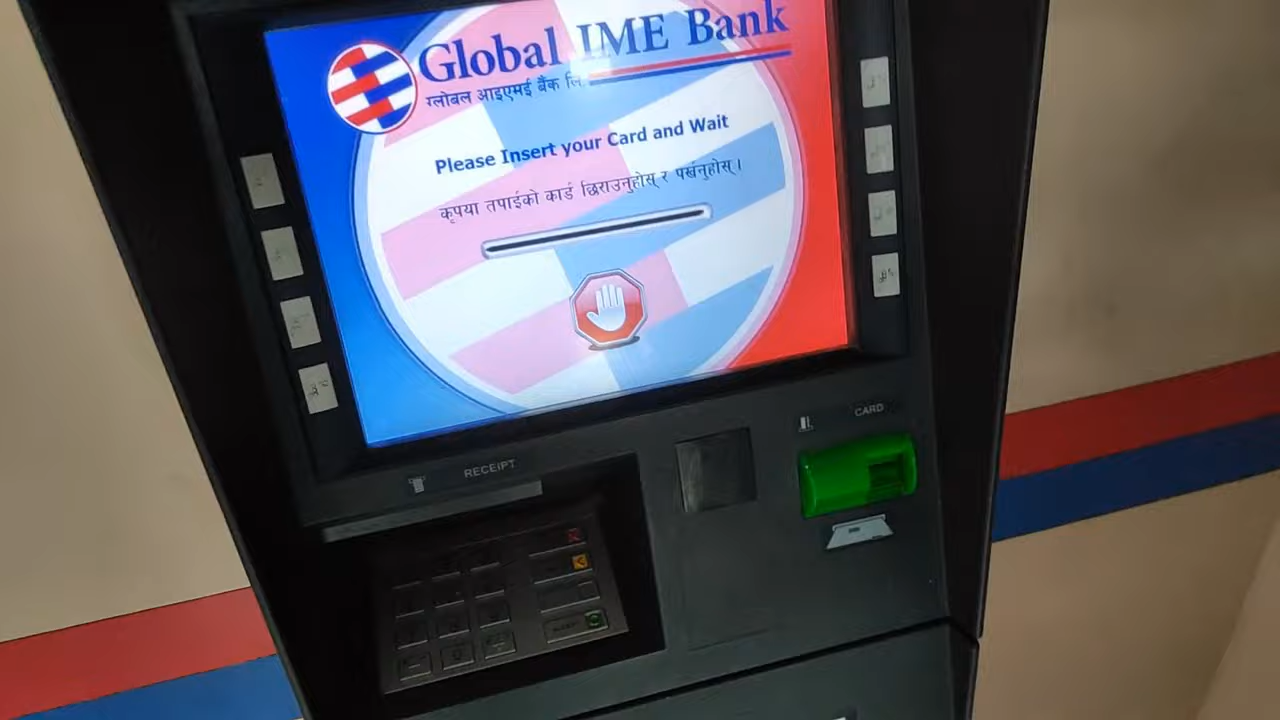 Global IME Bank
ग्लोबल आइएमई बैंक लि.
Please Insert your Card and Wait
कृपया तपाईको कार्ड छिराउनुहोस् र पर्खनुहोस् ।
CARD
RECEIPT